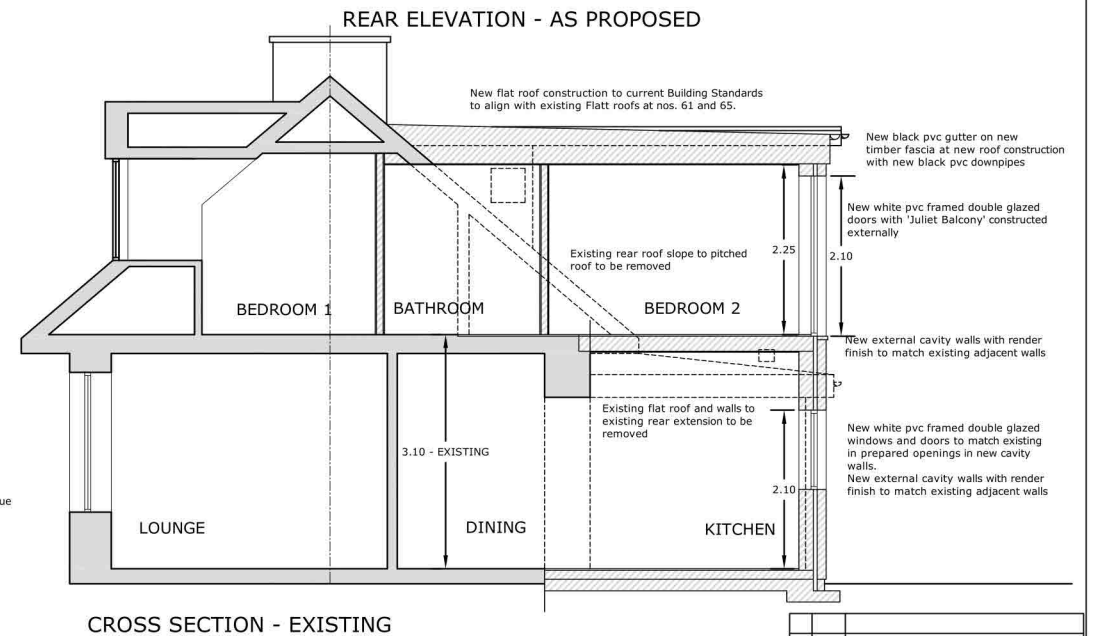 REAR ELEVATION - AS PROPOSED
New flat roof construction to current Building Standards
to align with existing Flatt roofs at nos. 61 and 65.
New black pvc gutter on new
timber fascia at new roof construction
with new black pvc downpipes
New white pvc framed double glazed
doors with 'Juliet Balcony' constructed
externally
2.25
2.10
Existing rear roof slope to pitched
roof to be removed
BEDROOM 1
BATHROOM
BEDROOM 2
New external cavity walls with render
finish to match existing adjacent walls
Existing flat roof and walls to
existing rear extension to be
removed
3.10 - EXISTING
2.10
New white pvc framed double glazed
windows and doors to match existing
in prepared openings in new cavity
walls.
New external cavity walls with render
finish to match existing adjacent walls
ue
LOUNGE
DINING
KITCHEN
CROSS SECTION - EXISTING